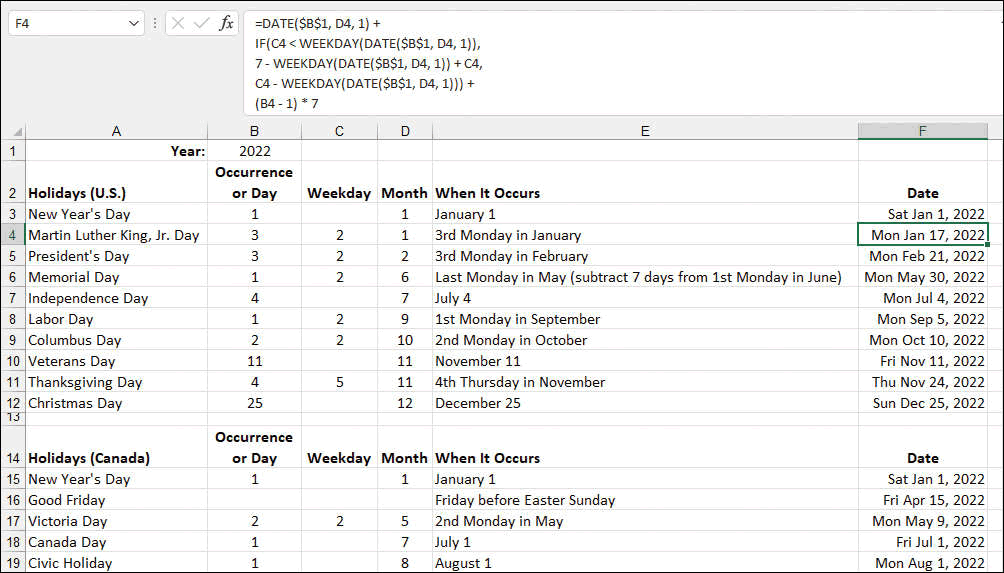 F4 fx =DATE($B$1, D4, 1) +
IF(C4 < WEEKDAY(DATE($B$1, D4, 1)),
7 - WEEKDAY(DATE($B$1, D4, 1)) + C4,
C4 - WEEKDAY(DATE($B$1, D4, 1))) +
(B4 - 1) * 7
A B C D E F
1 Year: 2022
Occurrence
2 Holidays (U.S.) or Day Weekday Month When It Occurs Date
3 New Year's Day 1 1 January 1 Sat Jan 1, 2022
4 Martin Luther King, Jr. Day 3 2 1 3rd Monday in January Mon Jan 17, 2022
5 President's Day 3 2 2 3rd Monday in February Mon Feb 21, 2022
6 Memorial Day 1 2 6 Last Monday in May (subtract 7 days from 1st Monday in June) Mon May 30, 2022
7 Independence Day 4 7 July 4 Mon Jul 4, 2022
8 Labor Day 1 2 9 1st Monday in September Mon Sep 5, 2022
9 Columbus Day 2 2 10 2nd Monday in October Mon Oct 10, 2022
10 Veterans Day 11 11 November 11 Fri Nov 11, 2022
11 Thanksgiving Day 4 5 11 4th Thursday in November Thu Nov 24, 2022
12 Christmas Day 25 12 December 25 Sun Dec 25, 2022
13
Occurrence
14 Holidays (Canada) or Day Weekday Month When It Occurs Date
15 New Year's Day 1 1 January 1 Sat Jan 1, 2022
16 Good Friday Friday before Easter Sunday Fri Apr 15, 2022
17 Victoria Day 2 2 5 2nd Monday in May Mon May 9, 2022
18 Canada Day 1 7 July 1 Fri Jul 1, 2022
19 Civic Holiday 1 8 August 1 Mon Aug 1, 2022